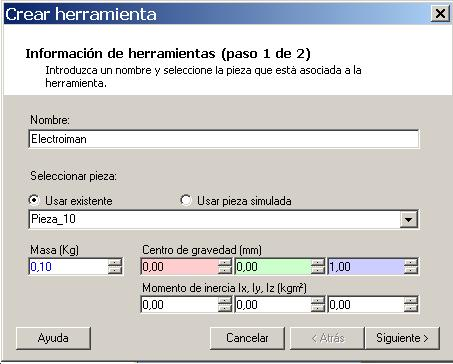 Crear herramienta
Información de herramientas (paso 1 de 2)
Introduzca un nombre y seleccione la pieza que está asociada a la
herramienta.
Nombre:
Electroiman
Seleccionar pieza:
Usar existente Usar pieza simulada
Pieza_10
Masa (Kg) Centro de gravedad (mm)
0,10 0,00 0,00 1,00
Momento de inercia Ix, Iy, Iz (kgm²)
0,00 0,00 0,00
Ayuda Cancelar < Atrás Siguiente >